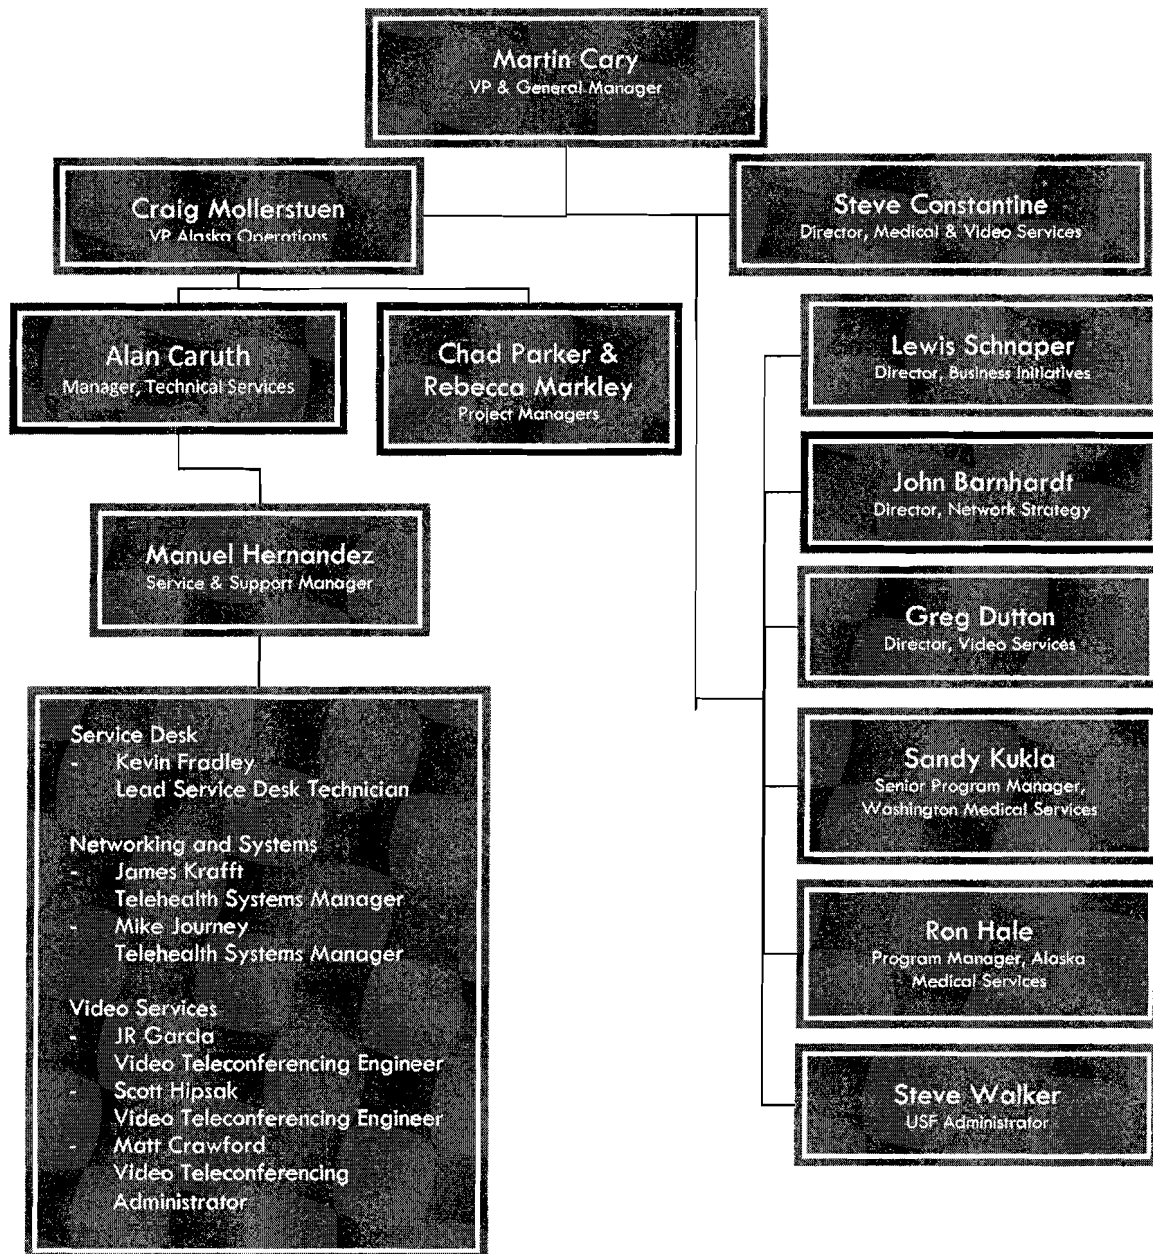 Martin Cary
VP & General Manager
Craig Mollerstuen
VP Alaska Operations
Steve Constantine
Director, Medical & Video Services
Alan Caruth
Manager, Technical Services
Chad Parker &
Rebecca Markley
Project Managers
Lewis Schnaper
Director, Business Initiatives
John Barnhardt
Director, Network Strategy
Manuel Hernandez
Service & Support Manager
Greg Dutton
Director, Video Services
Service Desk
- Kevin Fradley
Lead Service Desk Technician
Networking and Systems
- James Krafft
Telehealth Systems Manager
- Mike Journey
Telehealth Systems Manager
Video Services
- JR Garcia
Video Teleconferencing Engineer
- Scott Hipsak
Video Teleconferencing Engineer
- Matt Crawford
Video Teleconferencing
Administrator
Sandy Kukla
Senior Program Manager,
Washington Medical Services
Ron Hale
Program Manager, Alaska
Medical Services
Steve Walker
USF Administrator